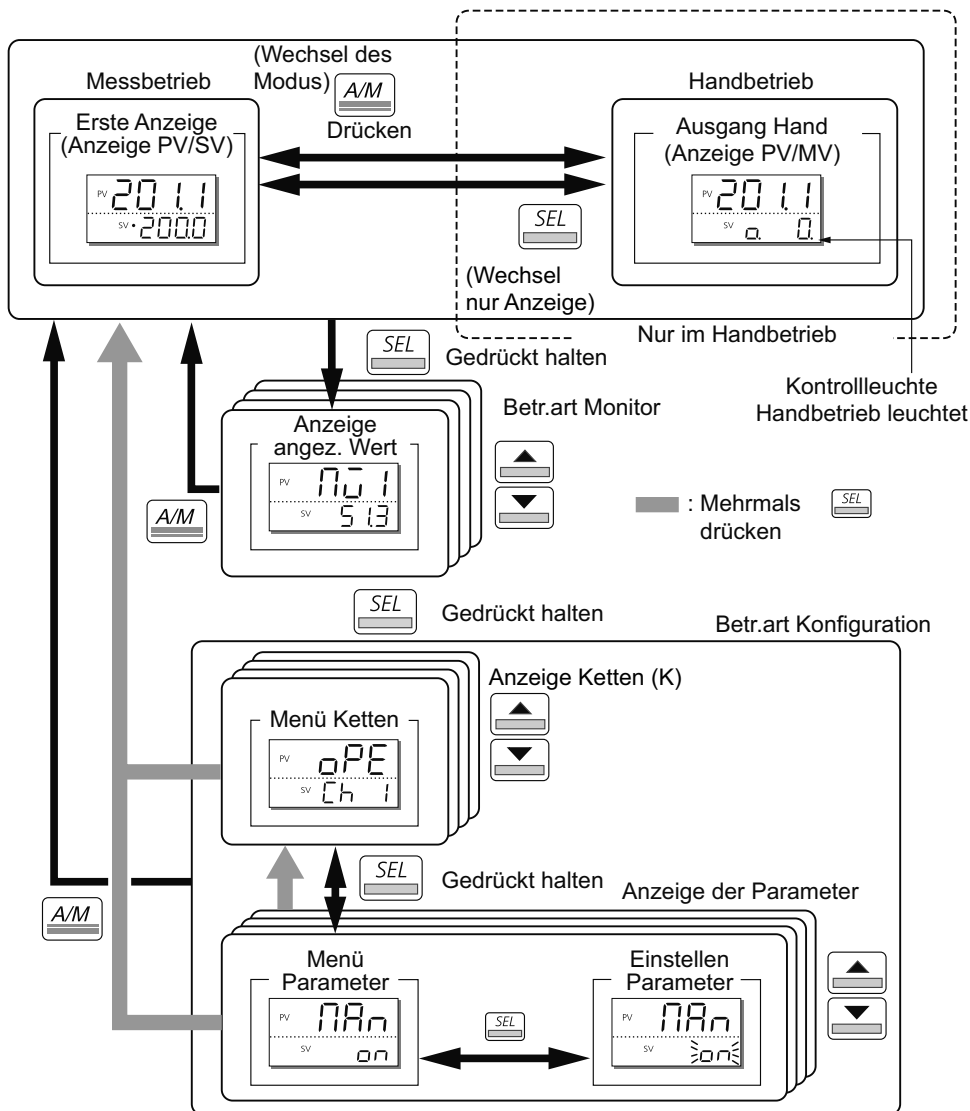 (Wechsel des
Modus)
A/M
Drücken
Messbetrieb
Erste Anzeige
(Anzeige PV/SV)
PV 201.1
SV 200.0
Handbetrieb
Ausgang Hand
(Anzeige PV/MV)
PV 201.1
SV o. 0.
SEL
(Wechsel
nur Anzeige)
Nur im Handbetrieb
Kontrollleuchte
Handbetrieb leuchtet
SEL
Gedrückt halten
Betr.art Monitor
Anzeige
angez. Wert
PV
SV 51.3
A/M
: Mehrmals SEL
drücken
SEL
Gedrückt halten
Betr.art Konfiguration
Anzeige Ketten (K)
Menü Ketten
PV oPE
SV Ch 1
SEL
Gedrückt halten
Anzeige der Parameter
A/M
Menü
Parameter
PV MAn
SV on
SEL
Einstellen
Parameter
PV MAn
SV on